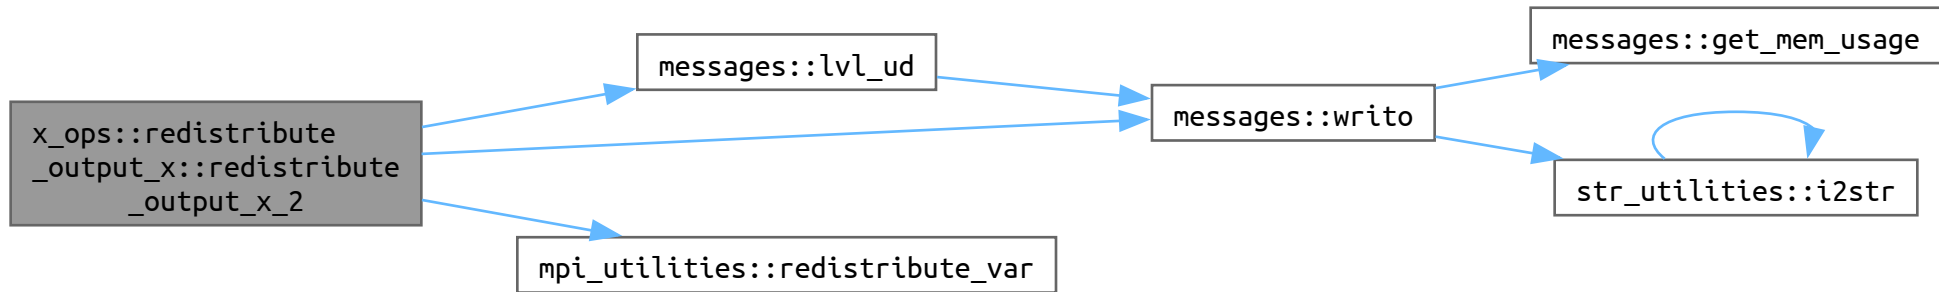 x_ops::redistribute
_output_x::redistribute
_output_x_2
messages::lvl_ud
mpi_utilities::redistribute_var
messages::writo
messages::get_mem_usage
str_utilities::i2str